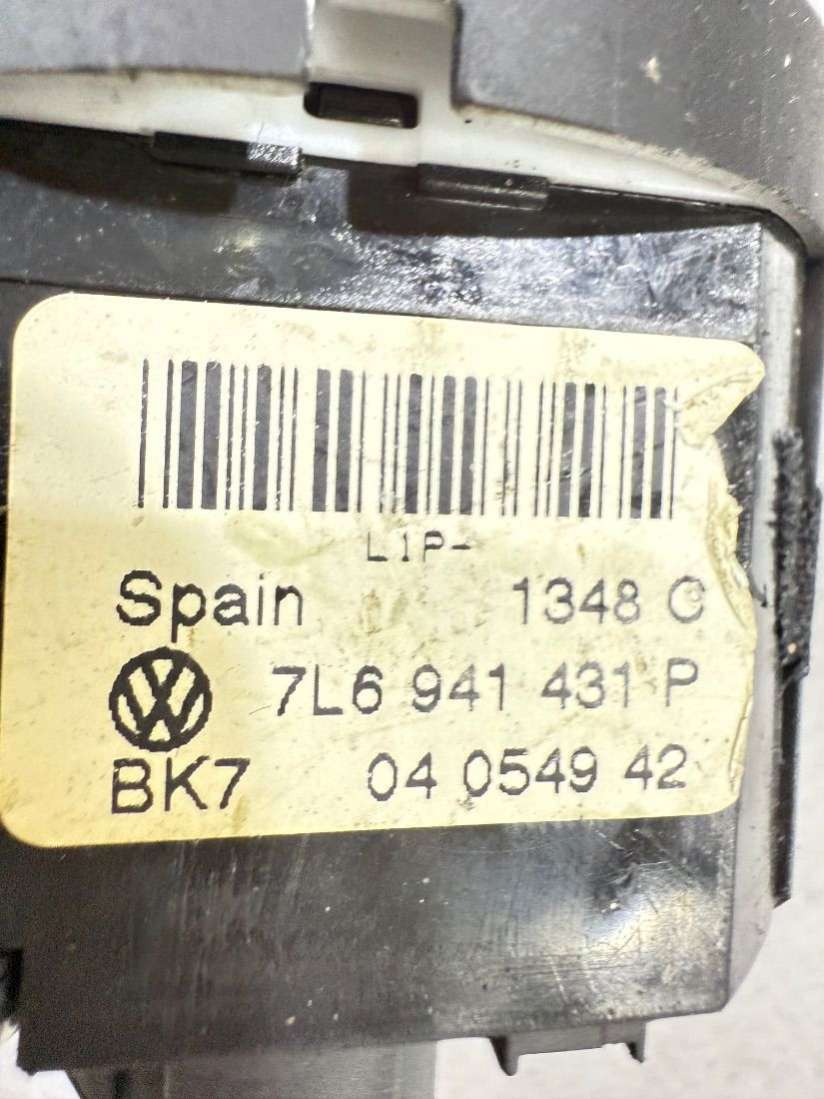 L1P-
Spain 1348 C
7L6 941 431 P
BK7 04 0549 42